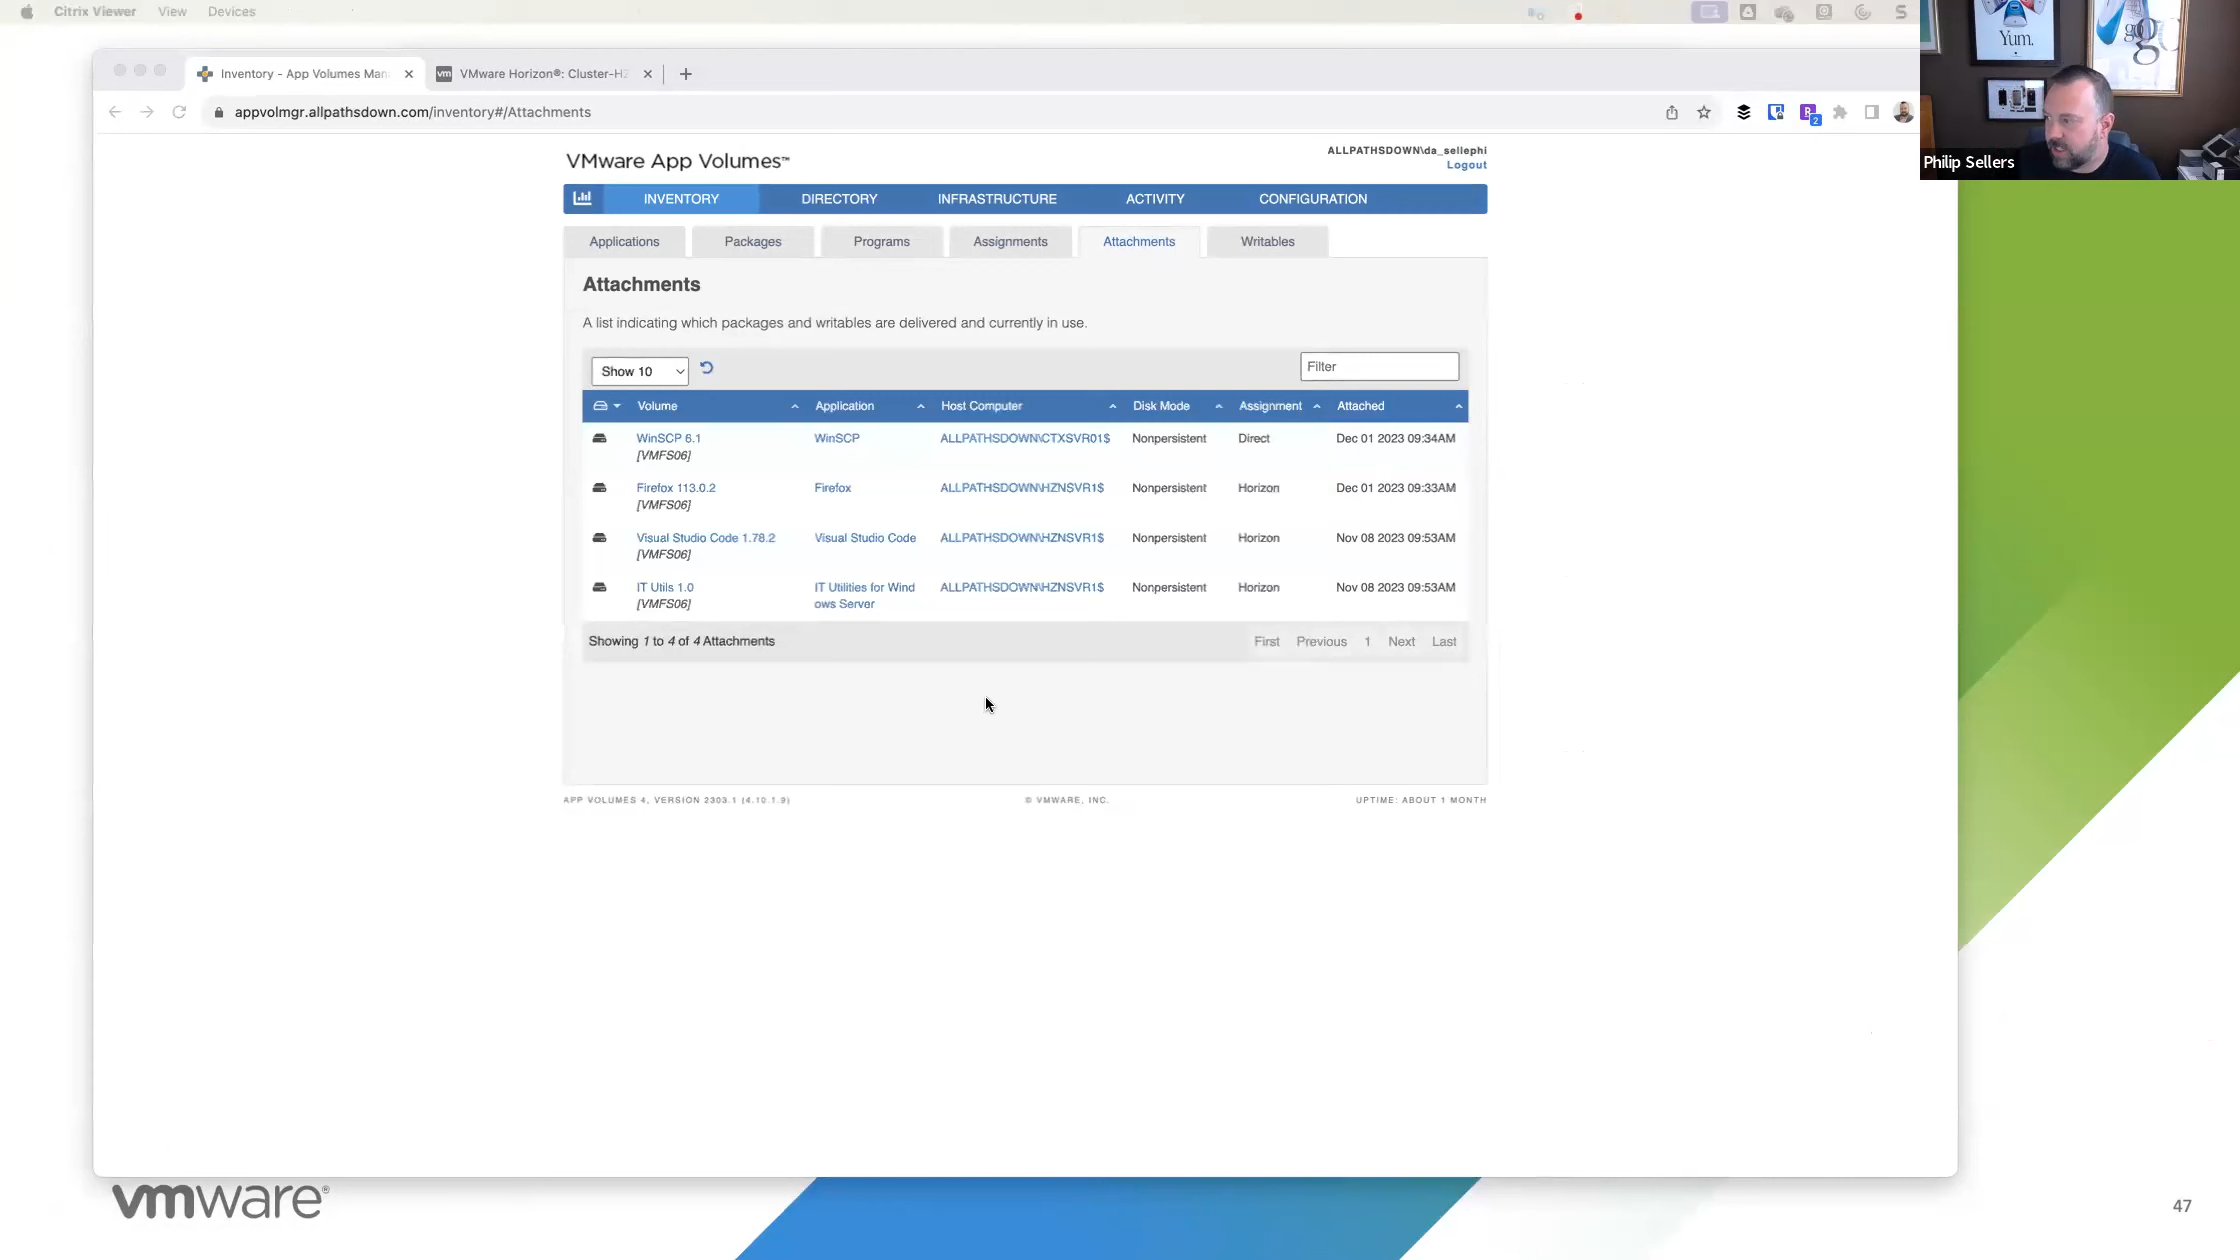 Citrix Viewer View Devices
Inventory - App Volumes Man
VMware Horizon®: Cluster-HZ
appvolmgr.allpathsdown.com/inventory#/Attachments
2
Yum.
Philip Sellers
VMware App Volumes™
ALLPATHSDOWN\da_sellephi
Logout
INVENTORY DIRECTORY INFRASTRUCTURE ACTIVITY CONFIGURATION
Applications Packages Programs Assignments Attachments Writables
Attachments
A list indicating which packages and writables are delivered and currently in use.
Show 10
Filter
Volume Application Host Computer Disk Mode Assignment Attached
WinSCP 6.1 WinSCP ALLPATHSDOWN\CTXSVR01$ Nonpersistent Direct Dec 01 2023 09:34AM
[VMFS06]
Firefox 113.0.2 Firefox ALLPATHSDOWN\HZNSVR1$ Nonpersistent Horizon Dec 01 2023 09:33AM
[VMFS06]
Visual Studio Code 1.78.2 Visual Studio Code ALLPATHSDOWN\HZNSVR1$ Nonpersistent Horizon Nov 08 2023 09:53AM
[VMFS06]
IT Utils 1.0 IT Utilities for Wind ALLPATHSDOWN\HZNSVR1$ Nonpersistent Horizon Nov 08 2023 09:53AM
[VMFS06] ows Server
Showing 1 to 4 of 4 Attachments
First Previous 1 Next Last
APP VOLUMES 4, VERSION 2303.1 (4.10.1.9)
© VMWARE, INC.
UPTIME: ABOUT 1 MONTH
vmware®
47